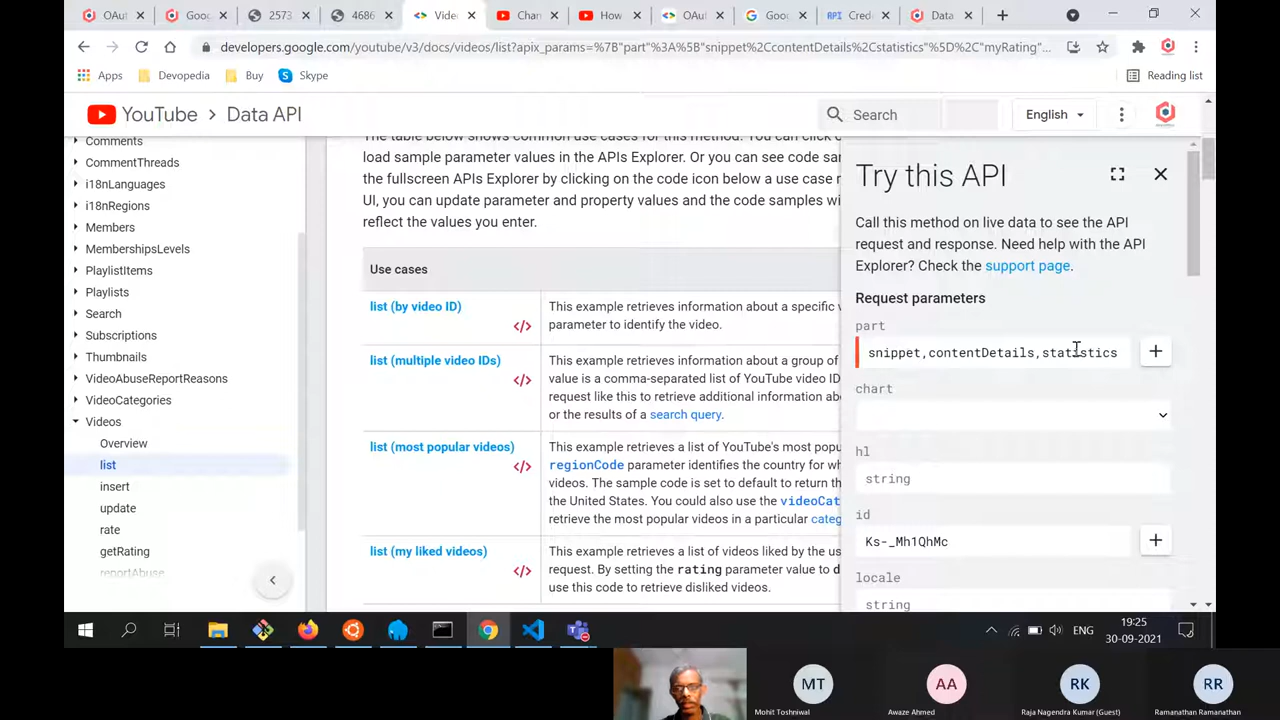 OAut
Goog
2573
4686
Video
Chan
How
OAut
Goog
Cred
Data
developers.google.com/youtube/v3/docs/videos/list?apix_params=%7B"part"%3A%5B"snippet%2CcontentDetails%2Cstatistics"%5D%2C"myRating"...
Apps
Devopedia
Buy
Skype
Reading list
YouTube > Data API
Search
English
Comments
CommentThreads
i18nLanguages
i18nRegions
Members
MembershipsLevels
PlaylistItems
Playlists
Search
Subscriptions
Thumbnails
VideoAbuseReportReasons
VideoCategories
Videos
Overview
list
insert
update
rate
getRating
reportAbuse
The table below shows common use cases for this method. You can click o
load sample parameter values in the APIs Explorer. Or you can see code sar
the fullscreen APIs Explorer by clicking on the code icon below a use case n
UI, you can update parameter and property values and the code samples wi
reflect the values you enter.
Use cases
list (by video ID)
</>
This example retrieves information about a specific v
parameter to identify the video.
list (multiple video IDs)
</>
This example retrieves information about a group of
value is a comma-separated list of YouTube video ID
request like this to retrieve additional information abo
or the results of a search query.
list (most popular videos)
</>
This example retrieves a list of YouTube's most popu
regionCode parameter identifies the country for wh
videos. The sample code is set to default to return th
the United States. You could also use the videoCat
retrieve the most popular videos in a particular categ
list (my liked videos)
</>
This example retrieves a list of videos liked by the us
request. By setting the rating parameter value to d
use this code to retrieve disliked videos.
Try this API
Call this method on live data to see the API
request and response. Need help with the API
Explorer? Check the support page.
Request parameters
part
snippet,contentDetails,statistics
chart
hl
string
id
Ks-_Mh1QhMc
locale
string
ENG
19:25
30-09-2021
MT
AA
RK
RR
Mohit Toshniwal
Awaze Ahmed
Raja Nagendra Kumar (Guest)
Ramanathan Ramanathan